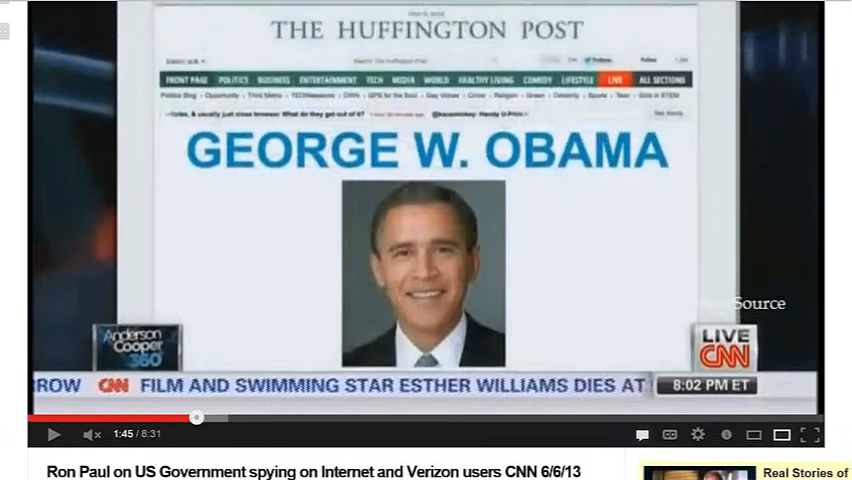 THE HUFFINGTON POST
FRONT PAGE POLITICS BUSINESS ENTERTAINMENT TECH MEDIA WORLD HEALTHY LIVING COMEDY LIFESTYLE LIVE ALL SECTIONS
GEORGE W. OBAMA
Source
Anderson
Cooper
360°
LIVE
CNN
ROW CNN FILM AND SWIMMING STAR ESTHER WILLIAMS DIES AT
8:02 PM ET
1:45 / 8:31
Ron Paul on US Government spying on Internet and Verizon users CNN 6/6/13
Real Stories of